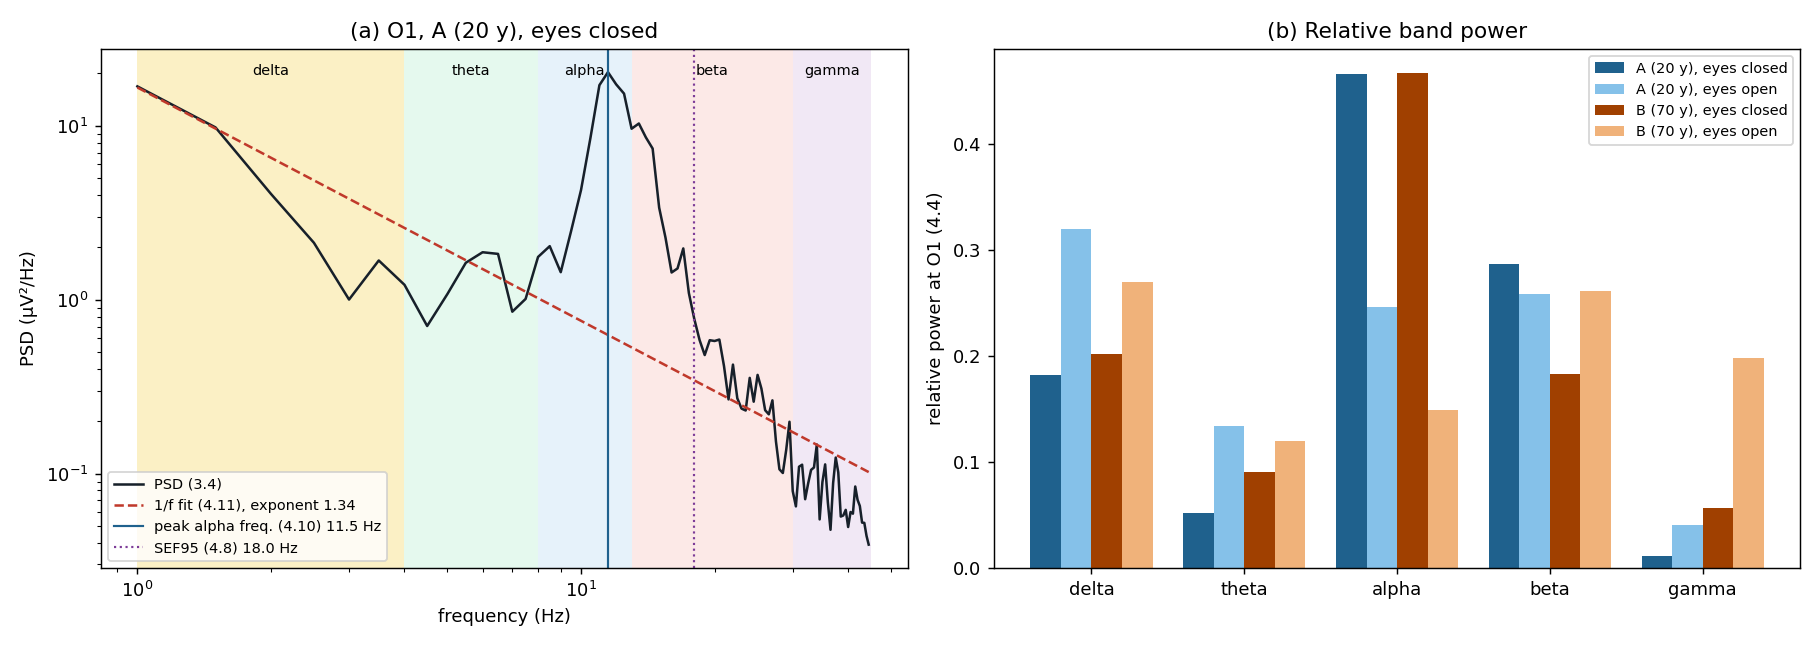 (a) O1, A (20 y), eyes closed
delta
theta
alpha
beta
gamma
PSD (µV²/Hz)
10¹
10⁰
10⁻¹
PSD (3.4)
1/f fit (4.11), exponent 1.34
peak alpha freq. (4.10) 11.5 Hz
SEF95 (4.8) 18.0 Hz
10⁰
10¹
frequency (Hz)
(b) Relative band power
relative power at O1 (4.4)
0.4
0.3
0.2
0.1
0.0
A (20 y), eyes closed
A (20 y), eyes open
B (70 y), eyes closed
B (70 y), eyes open
delta
theta
alpha
beta
gamma